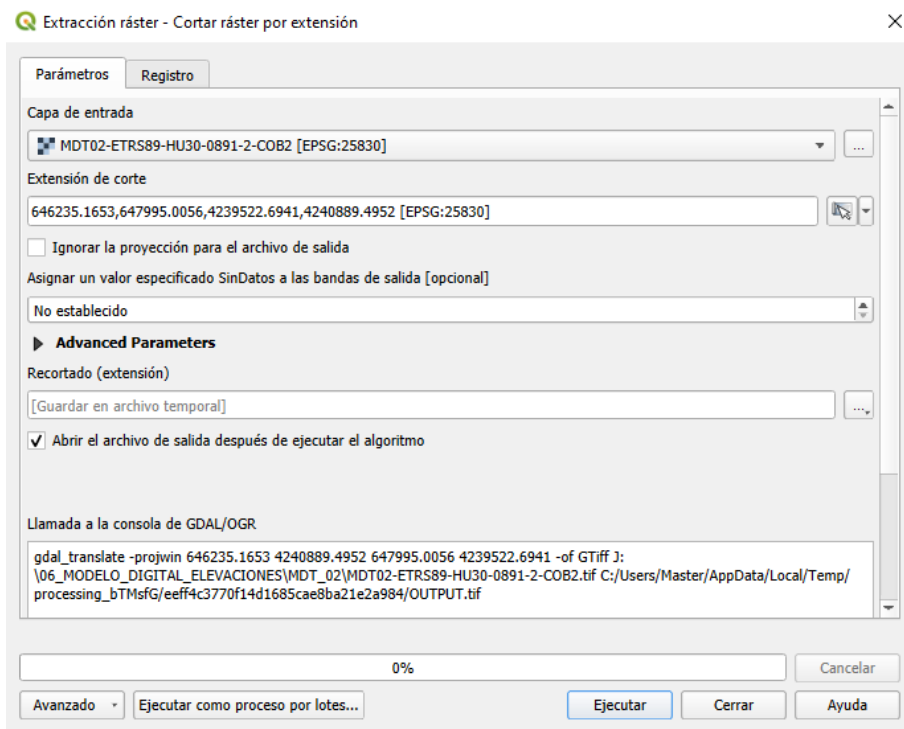 Extracción ráster - Cortar ráster por extensión
Parámetros
Registro
Capa de entrada
MDT02-ETRS89-HU30-0891-2-COB2 [EPSG:25830]
...
Extensión de corte
646235.1653,647995.0056,4239522.6941,4240889.4952 [EPSG:25830]
Ignorar la proyección para el archivo de salida
Asignar un valor especificado SinDatos a las bandas de salida [opcional]
No establecido
Advanced Parameters
Recortado (extensión)
[Guardar en archivo temporal]
...
Abrir el archivo de salida después de ejecutar el algoritmo
Llamada a la consola de GDAL/OGR
gdal_translate -projwin 646235.1653 4240889.4952 647995.0056 4239522.6941 -of GTiff J:
\06_MODELO_DIGITAL_ELEVACIONES\MDT_02\MDT02-ETRS89-HU30-0891-2-COB2.tif C:/Users/Master/AppData/Local/Temp/
processing_bTMsfG/eeff4c3770f14d1685cae8ba21e2a984/OUTPUT.tif
0%
Cancelar
Avanzado
Ejecutar como proceso por lotes...
Ejecutar
Cerrar
Ayuda